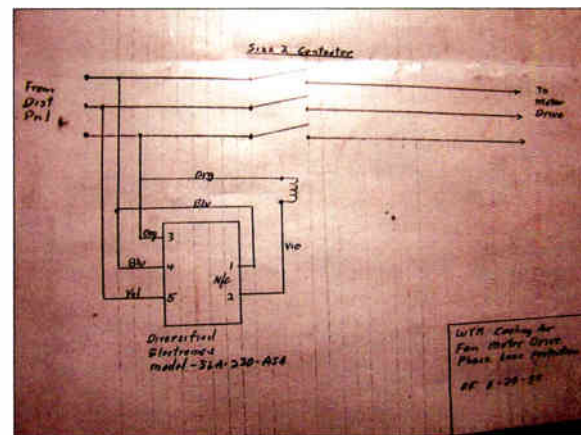 Size 2 Contactor
From
Dist
Pnl
To
Motor
Drive
Org
Blu
Org 3
Blu 4
Yel 5
1
N/C
2
Vio
Diversified
Electronics
model-SLA-230-ASA
WTM Cooling Air
Fan Motor Drive
Phase Loss Protection